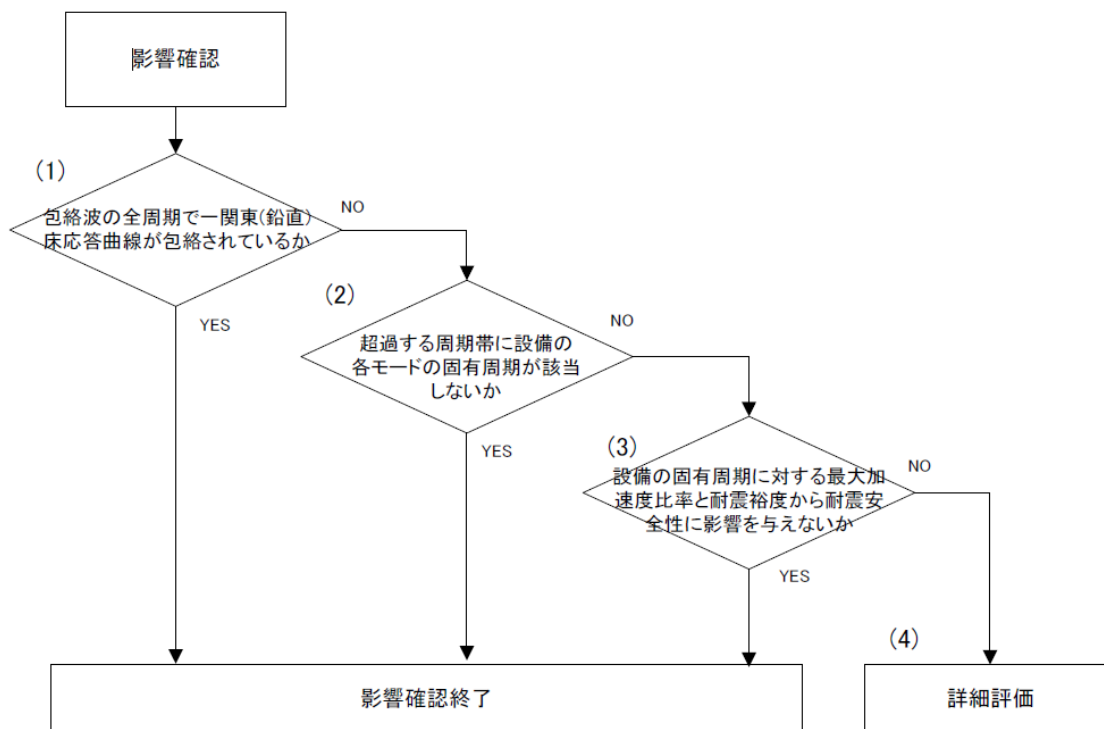 影響確認
(1)
包絡波の全周期で一関東(鉛直)
床応答曲線が包絡されているか
NO
YES
(2)
超過する周期帯に設備の
各モードの固有周期が該当
しないか
NO
YES
(3)
設備の固有周期に対する最大加
速度比率と耐震裕度から耐震安
全性に影響を与えないか
NO
YES
影響確認終了
(4)
詳細評価